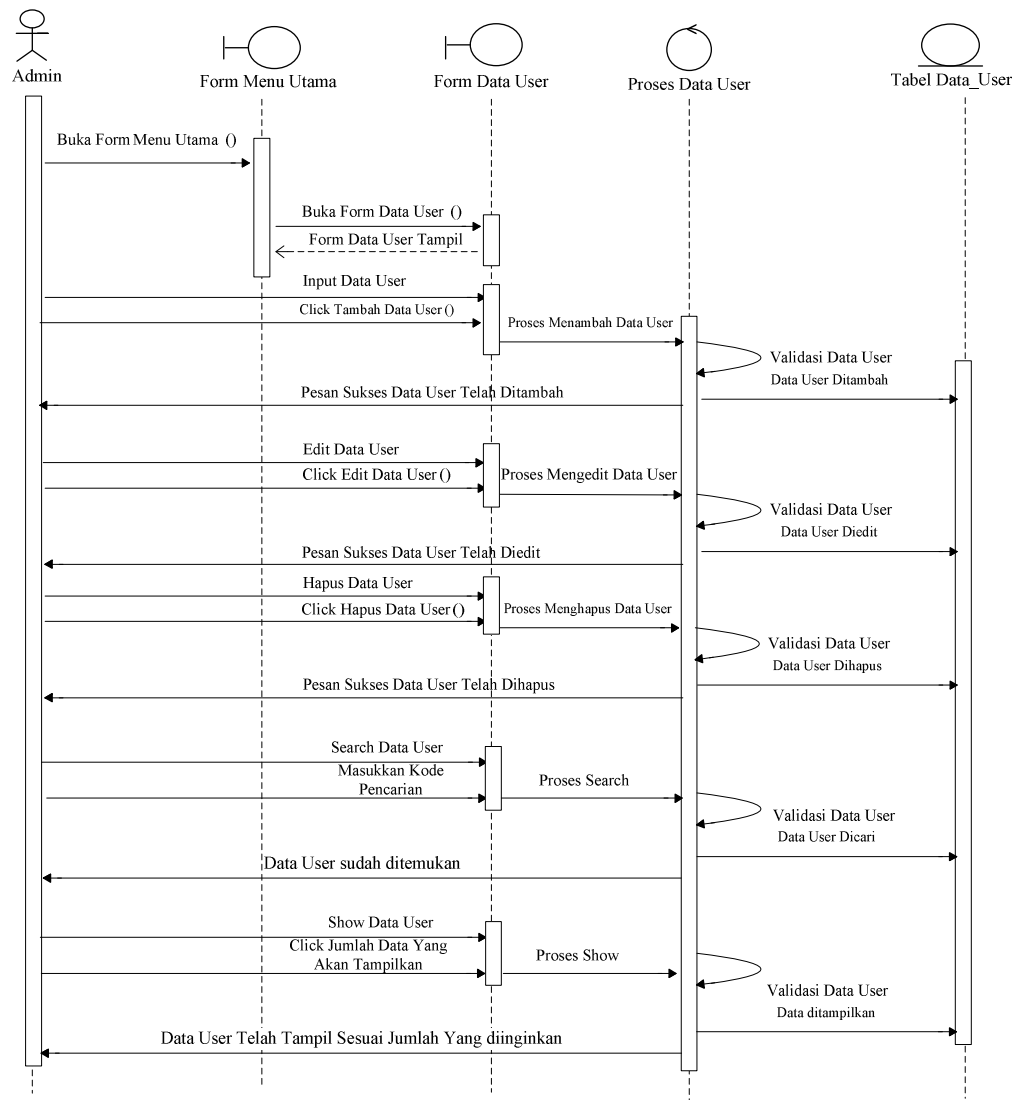 Admin
Form Menu Utama
Form Data User
Proses Data User
Tabel Data_User
Buka Form Menu Utama ()
Buka Form Data User ()
Form Data User Tampil
Input Data User
Click Tambah Data User ()
Proses Menambah Data User
Validasi Data User
Data User Ditambah
Pesan Sukses Data User Telah Ditambah
Edit Data User
Click Edit Data User ()
Proses Mengedit Data User
Validasi Data User
Data User Diedit
Pesan Sukses Data User Telah Diedit
Hapus Data User
Click Hapus Data User ()
Proses Menghapus Data User
Validasi Data User
Data User Dihapus
Pesan Sukses Data User Telah Dihapus
Search Data User
Masukkan Kode
Pencarian
Proses Search
Validasi Data User
Data User Dicari
Data User sudah ditemukan
Show Data User
Click Jumlah Data Yang
Akan Tampilkan
Proses Show
Validasi Data User
Data ditampilkan
Data User Telah Tampil Sesuai Jumlah Yang diinginkan